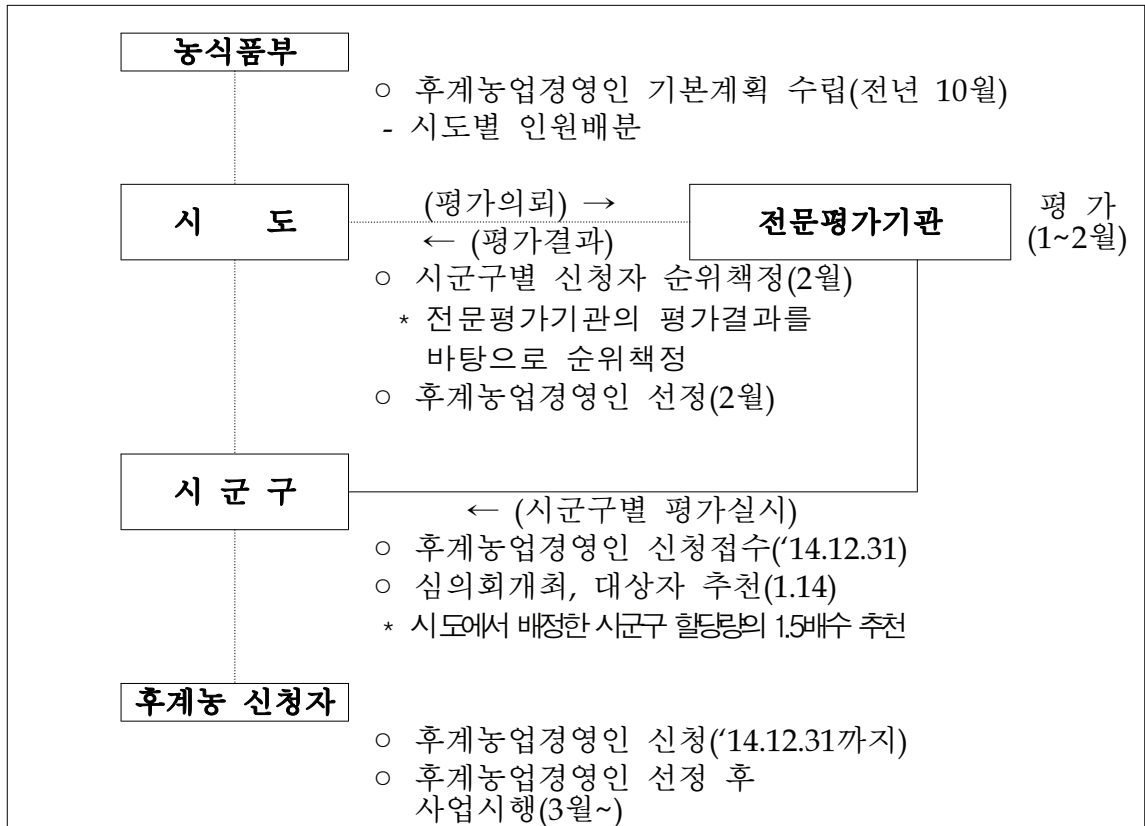 농식품부
○ 후계농업경영인 기본계획 수립(전년 10월)
- 시도별 인원배분
시 도
(평가의뢰) →
← (평가결과)
전문평가기관
평 가
(1~2월)
○ 시군구별 신청자 순위책정(2월)
* 전문평가기관의 평가결과를
바탕으로 순위책정
○ 후계농업경영인 선정(2월)
시 군 구
← (시군구별 평가실시)
○ 후계농업경영인 신청접수(‘14.12.31)
○ 심의회개최, 대상자 추천(1.14)
* 시도에서 배정한 시군구 할당량의 1.5배수 추천
후계농 신청자
○ 후계농업경영인 신청(‘14.12.31까지)
○ 후계농업경영인 선정 후
사업시행(3월~)